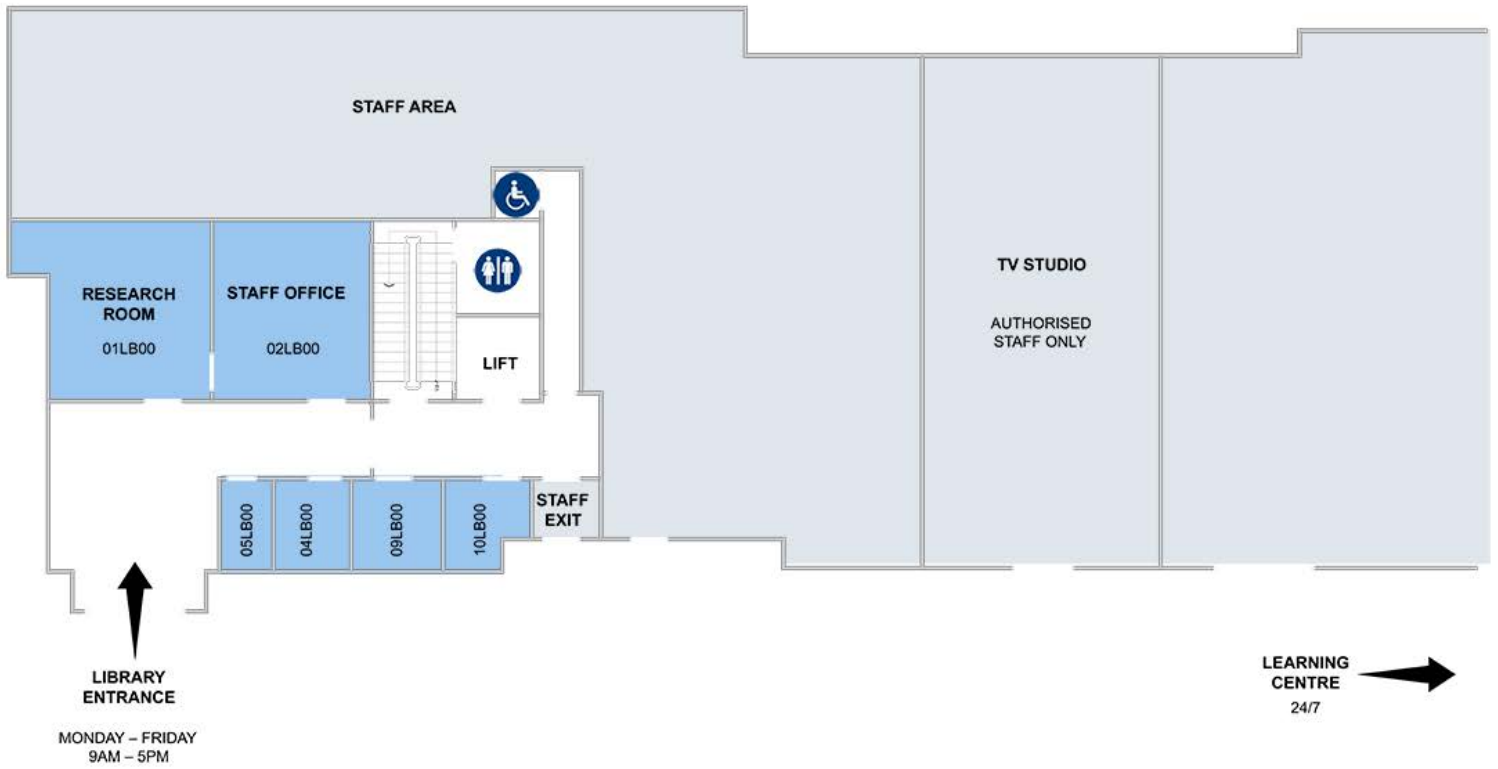 STAFF AREA
RESEARCH
ROOM
01LB00
STAFF OFFICE
02LB00
LIFT
TV STUDIO
AUTHORISED
STAFF ONLY
05LB00
04LB00
09LB00
10LB00
STAFF
EXIT
LIBRARY
ENTRANCE
MONDAY – FRIDAY
9AM – 5PM
LEARNING
CENTRE
24/7